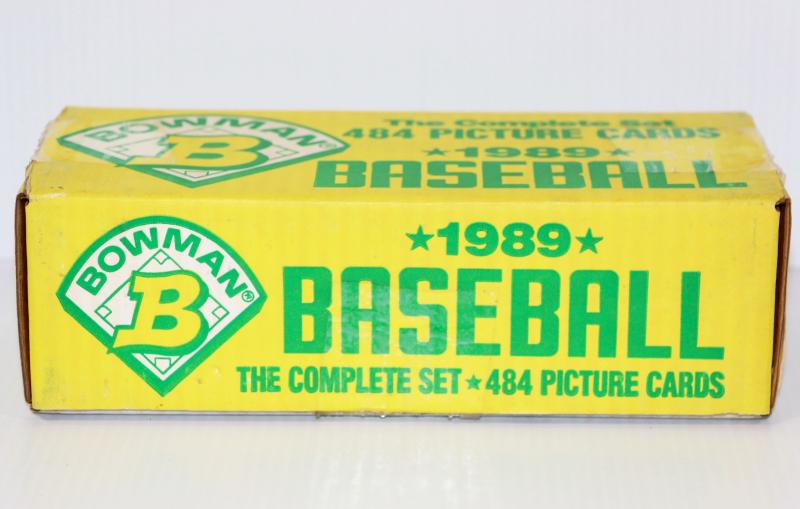 BOWMAN®
B
The Complete Set
484 PICTURE CARDS
★1989★
BASEBALL
BOWMAN®
B
★1989★
BASEBALL
THE COMPLETE SET★484 PICTURE CARDS